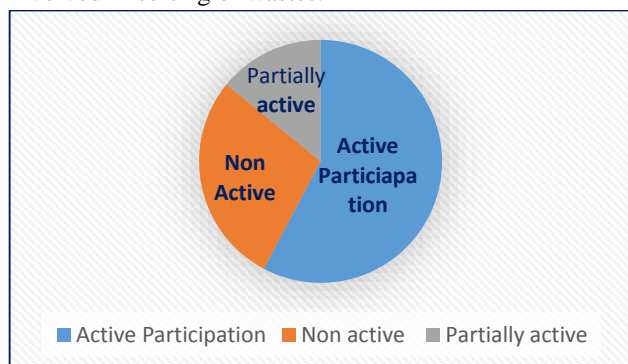 Partially
active
Active
Particiapa
tion
Non
Active
Active Participation Non active Partially active